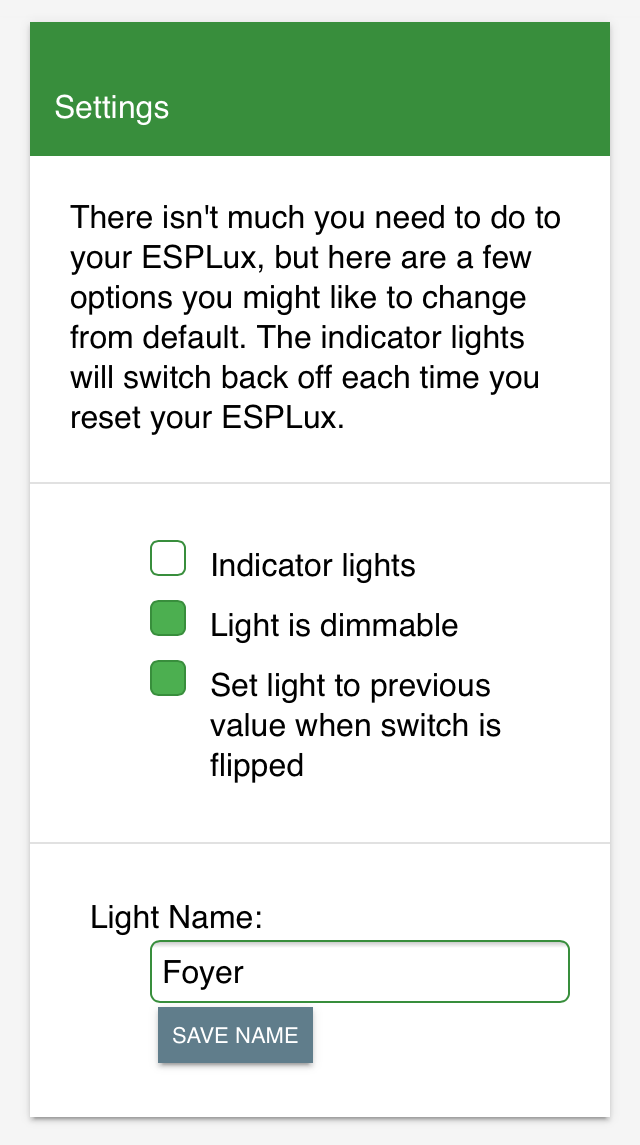 Settings
There isn't much you need to do to
your ESPLux, but here are a few
options you might like to change
from default. The indicator lights
will switch back off each time you
reset your ESPLux.
Indicator lights
Light is dimmable
Set light to previous
value when switch is
flipped
Light Name:
Foyer
SAVE NAME